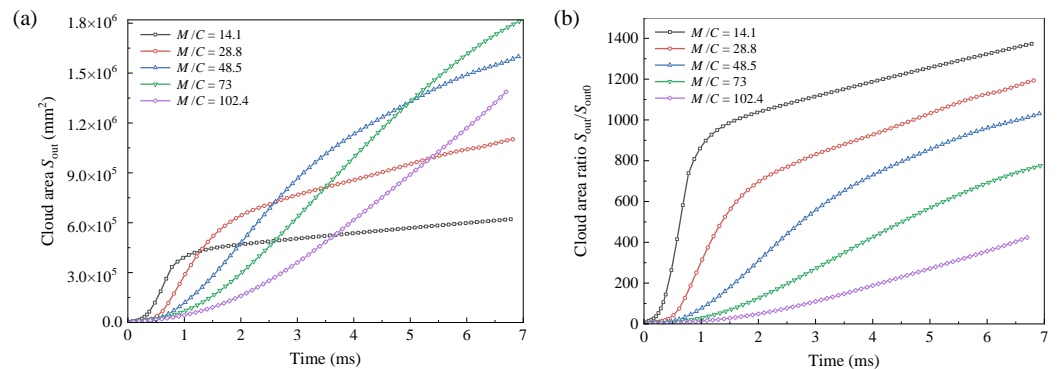 (a)
1.8×10⁶
1.5×10⁶
1.2×10⁶
9.0×10⁵
6.0×10⁵
3.0×10⁵
0.0
Cloud area S_out (mm²)
M/C = 14.1
M/C = 28.8
M/C = 48.5
M/C = 73
M/C = 102.4
0 1 2 3 4 5 6 7
Time (ms)
(b)
1400
1200
1000
800
600
400
200
0
Cloud area ratio S_out/S_out0
M/C = 14.1
M/C = 28.8
M/C = 48.5
M/C = 73
M/C = 102.4
0 1 2 3 4 5 6 7
Time (ms)